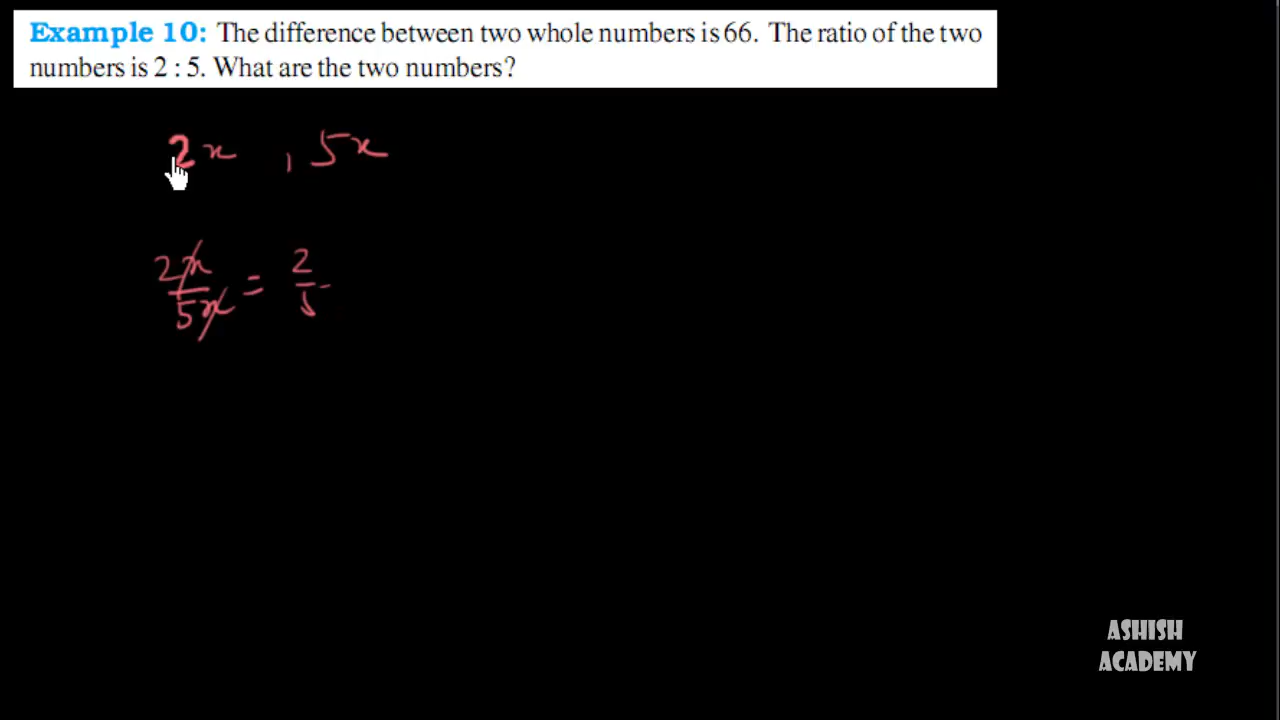 Example 10: The difference between two whole numbers is 66. The ratio of the two
numbers is 2 : 5. What are the two numbers?
2x , 5x
2x/5x = 2/5
ASHISH
ACADEMY